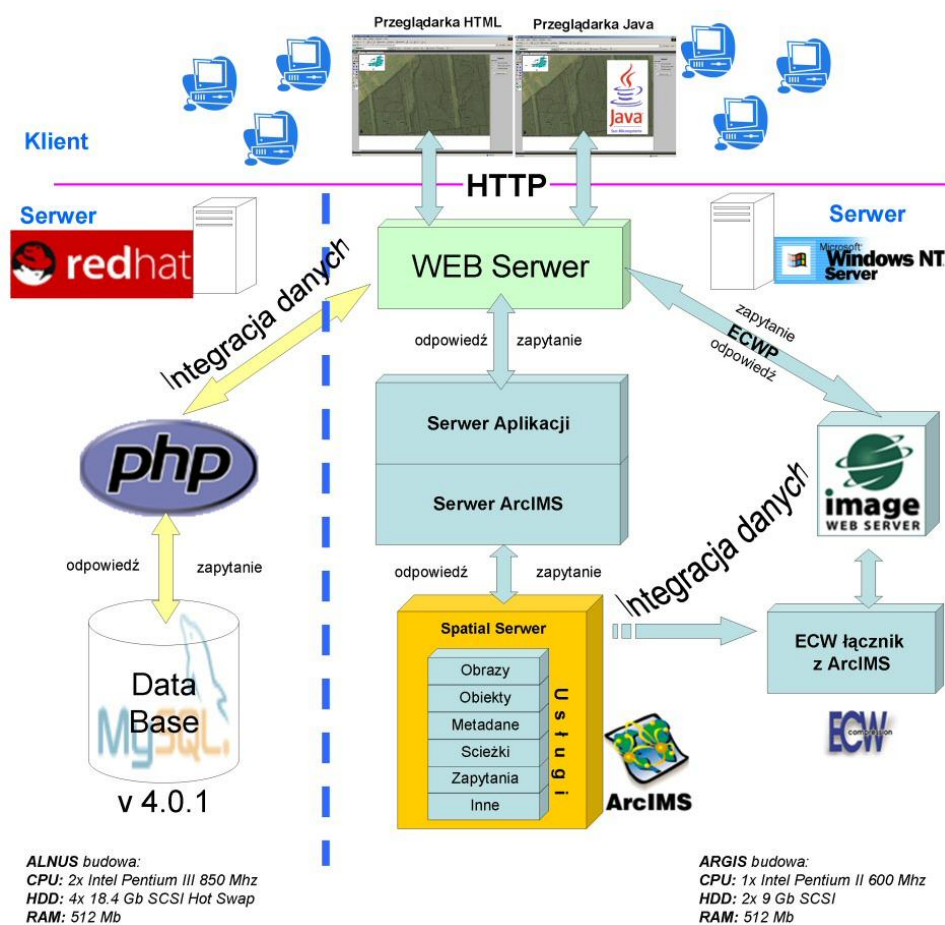 Przeglądarka HTML
Przeglądarka Java
Java
Klient
HTTP
Serwer
redhat
Serwer
Microsoft
Windows NT
Server
WEB Serwer
Integracja danych
odpowiedź
zapytanie
zapytanie
ECWP
odpowiedź
php
Serwer Aplikacji
Serwer ArcIMS
image
WEB SERVER
odpowiedź
zapytanie
odpowiedź
zapytanie
Integracja danych
Data
Base
MySQL
v 4.0.1
Spatial Serwer
Obrazy
Obiekty
Metadane
Scieżki
Zapytania
Inne
Usługi
ArcIMS
ECW łącznik
z ArcIMS
ECW
compression
ALNUS budowa:
CPU: 2x Intel Pentium III 850 Mhz
HDD: 4x 18.4 Gb SCSI Hot Swap
RAM: 512 Mb
ARGIS budowa:
CPU: 1x Intel Pentium II 600 Mhz
HDD: 2x 9 Gb SCSI
RAM: 512 Mb